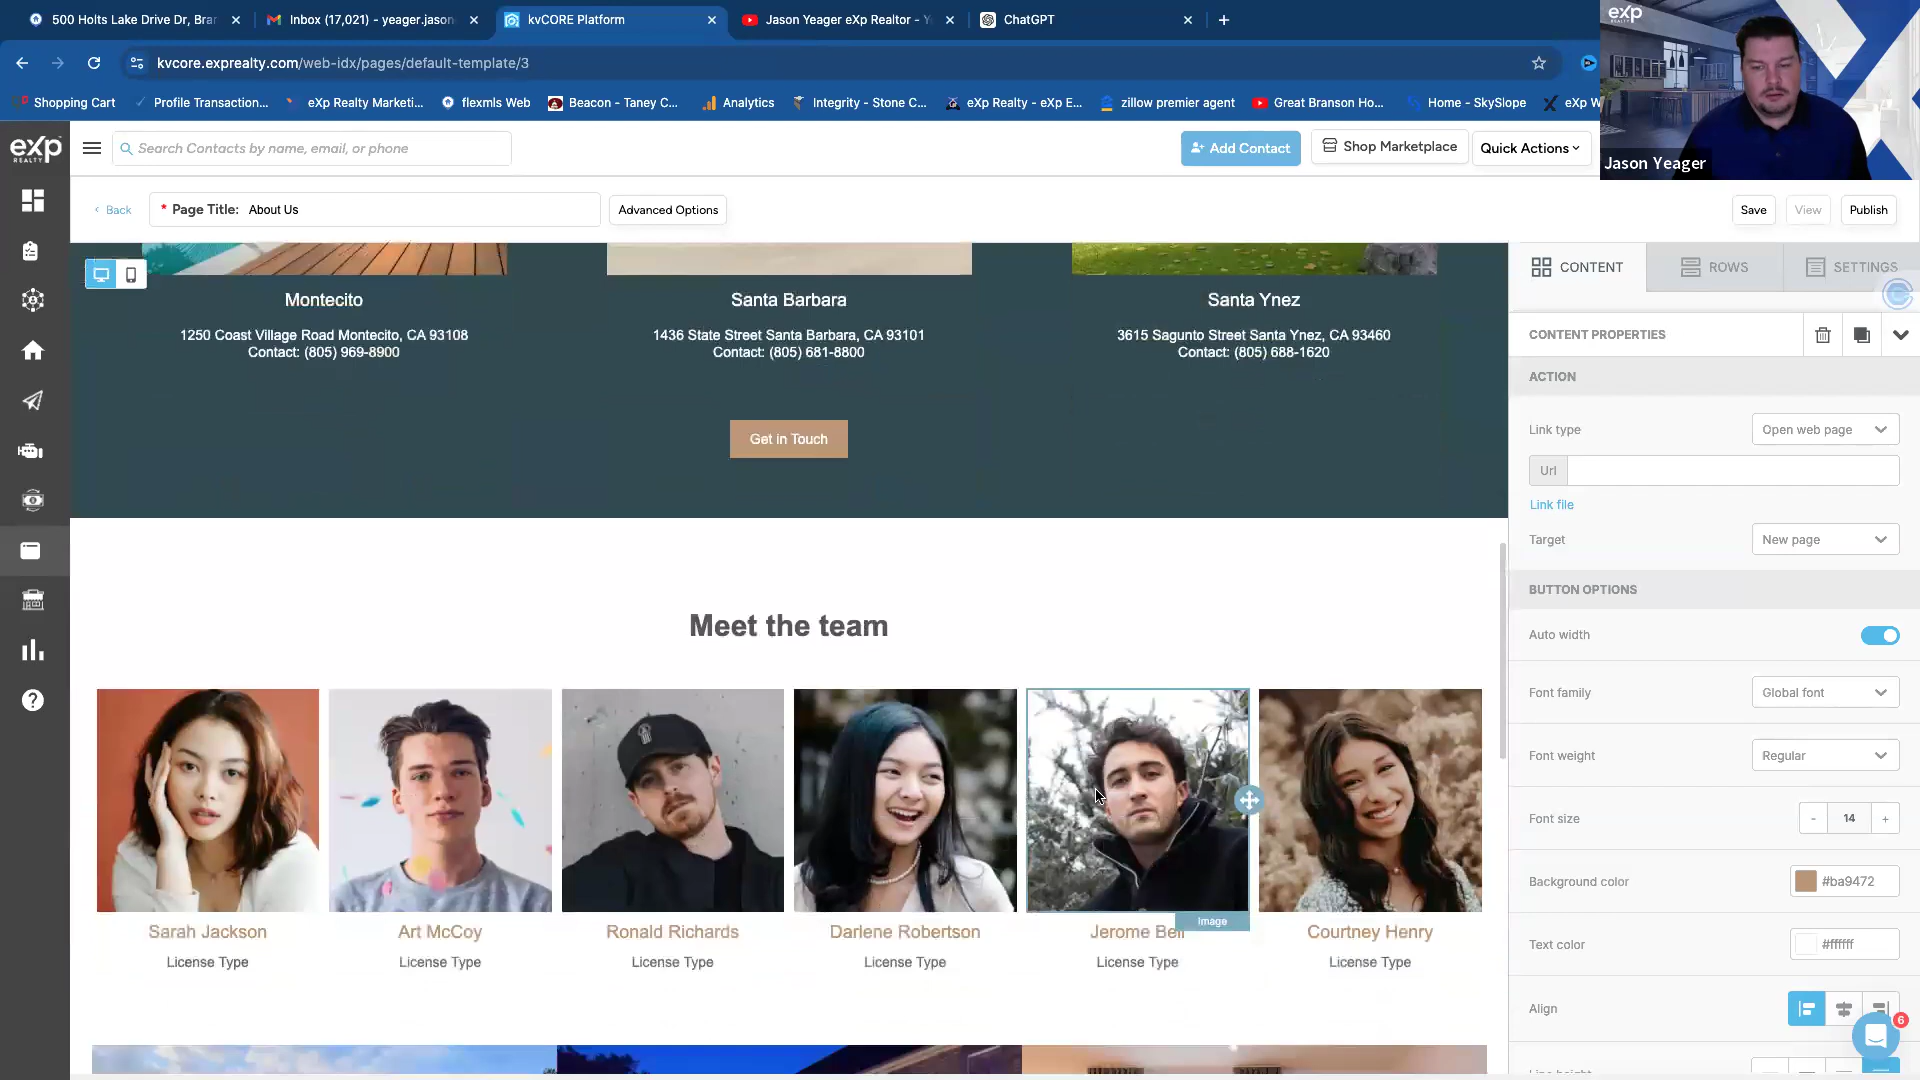 500 Holts Lake Drive Dr, Bra
Inbox (17,021) - yeager.jason
kvCORE Platform
Jason Yeager eXp Realtor - Y
ChatGPT
kvcore.exprealty.com/web-idx/pages/default-template/3
Shopping Cart
Profile Transaction...
eXp Realty Marketi...
flexmls Web
Beacon - Taney C...
Analytics
Integrity - Stone C...
eXp Realty - eXp E...
zillow premier agent
Great Branson Ho...
Home - SkySlope
eXp W
eXp
REALTY
Jason Yeager
eXp
REALTY
Search Contacts by name, email, or phone
Add Contact
Shop Marketplace
Quick Actions
Back
* Page Title: About Us
Advanced Options
Save
View
Publish
Montecito
1250 Coast Village Road Montecito, CA 93108
Contact: (805) 969-8900
Santa Barbara
1436 State Street Santa Barbara, CA 93101
Contact: (805) 681-8800
Santa Ynez
3615 Sagunto Street Santa Ynez, CA 93460
Contact: (805) 688-1620
Get in Touch
Meet the team
Sarah Jackson
License Type
Art McCoy
License Type
Ronald Richards
License Type
Darlene Robertson
License Type
Image
Jerome Bell
License Type
Courtney Henry
License Type
CONTENT
ROWS
SETTINGS
CONTENT PROPERTIES
ACTION
Link type
Open web page
Url
Link file
Target
New page
BUTTON OPTIONS
Auto width
Font family
Global font
Font weight
Regular
Font size
- 14 +
Background color
#ba9472
Text color
#ffffff
Align
6